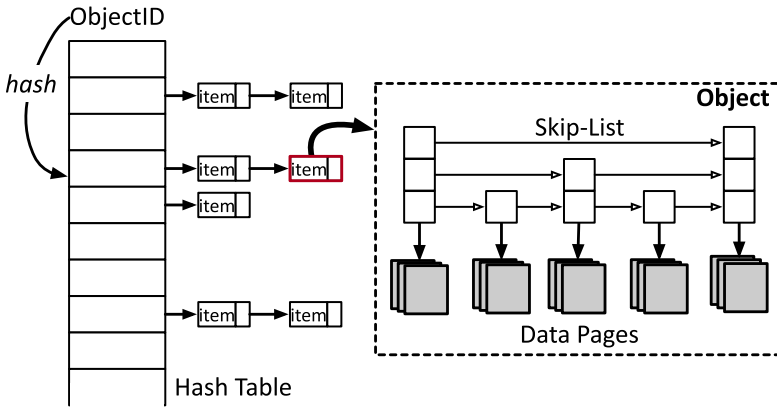 ObjectID
hash
item
item
Object
Skip-List
item
item
item
item
item
Data Pages
Hash Table